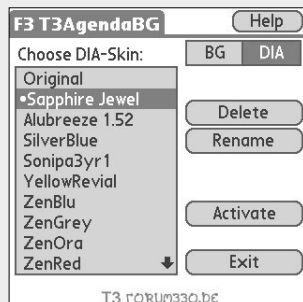 F3 T3AgendaBG
Help
Choose DIA-Skin:
BG DIA
Original
•Sapphire Jewel
Alubreeze 1.52
SilverBlue
Sonipa3yr1
YellowRevial
ZenBlu
ZenGrey
ZenOra
ZenRed
Delete
Rename
Activate
Exit
T3 FORUM330.BE